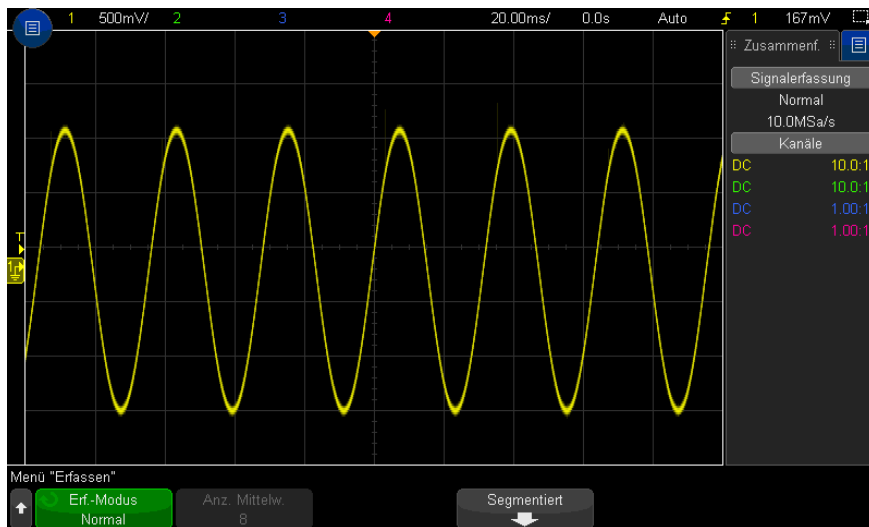 1 500mV/ 2 3 4 20.00ms/ 0.0s Auto 1 167mV
Zusammenf.
Signalerfassung
Normal
10.0MSa/s
Kanäle
DC 10.0:1
DC 10.0:1
DC 1.00:1
DC 1.00:1
T
1
Menü "Erfassen"
Erf.-Modus Anz. Mittelw. Segmentiert
Normal 8